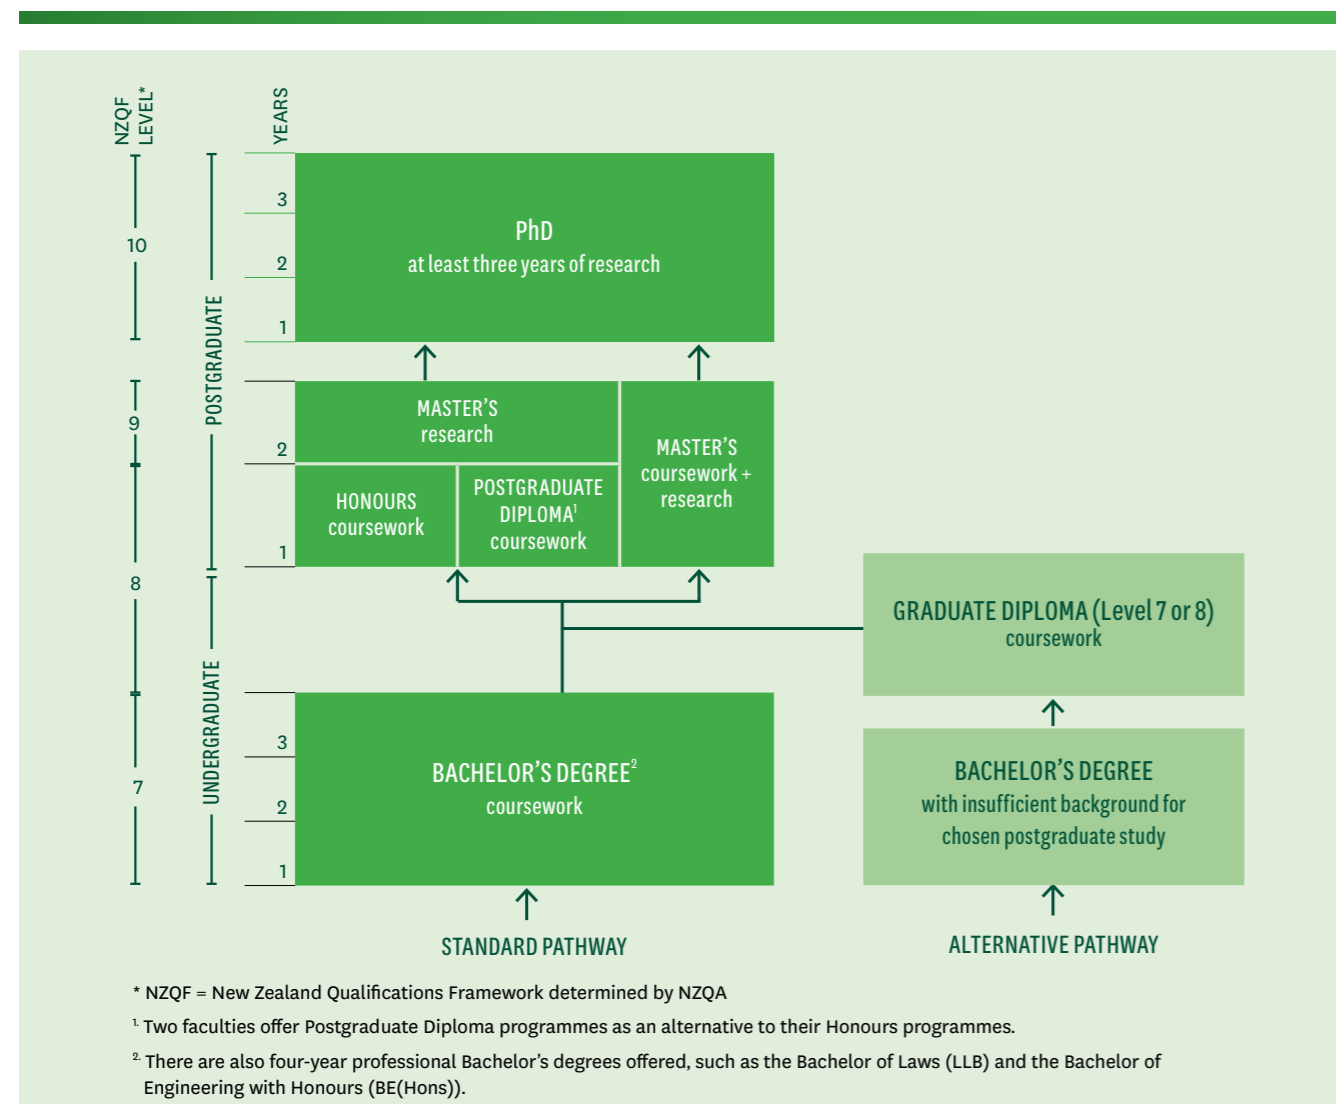 NZQF
LEVEL*
YEARS
10
9
8
7
POSTGRADUATE
UNDERGRADUATE
3
2
1
PhD
at least three years of research
2
1
MASTER'S
research
HONOURS
coursework
POSTGRADUATE
DIPLOMA¹
coursework
MASTER'S
coursework +
research
GRADUATE DIPLOMA (Level 7 or 8)
coursework
3
2
1
BACHELOR'S DEGREE²
coursework
BACHELOR'S DEGREE
with insufficient background for
chosen postgraduate study
STANDARD PATHWAY
ALTERNATIVE PATHWAY
* NZQF = New Zealand Qualifications Framework determined by NZQA
¹· Two faculties offer Postgraduate Diploma programmes as an alternative to their Honours programmes.
²· There are also four-year professional Bachelor's degrees offered, such as the Bachelor of Laws (LLB) and the Bachelor of
Engineering with Honours (BE(Hons)).